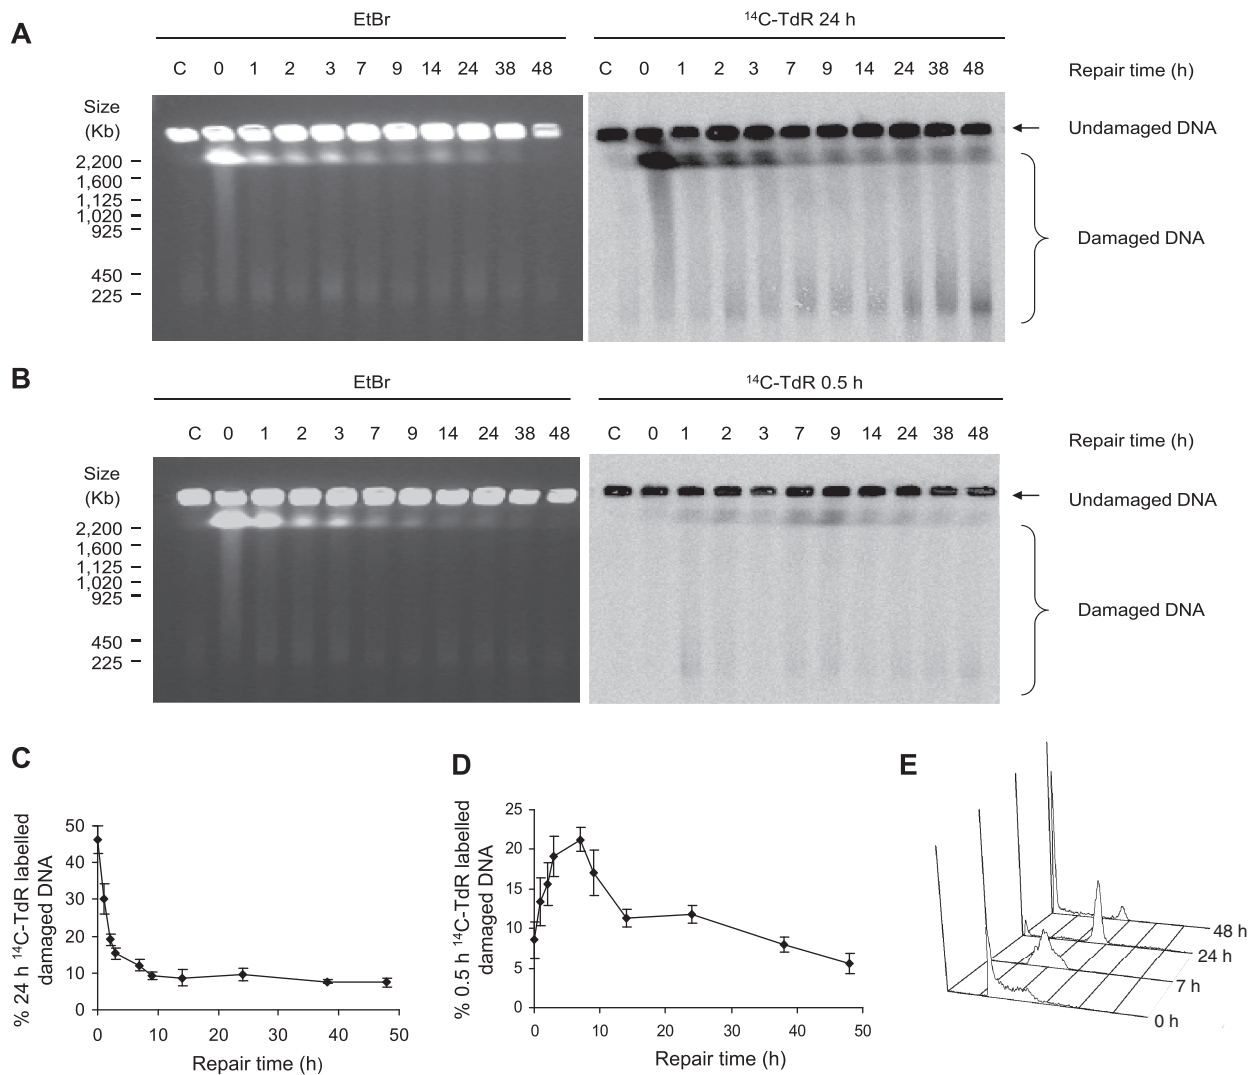 A
EtBr
¹⁴C-TdR 24 h
C 0 1 2 3 7 9 14 24 38 48
C 0 1 2 3 7 9 14 24 38 48
Repair time (h)
Size
(Kb)
2,200
1,600
1,125
1,020
925
450
225
Undamaged DNA
Damaged DNA
B
EtBr
¹⁴C-TdR 0.5 h
C 0 1 2 3 7 9 14 24 38 48
C 0 1 2 3 7 9 14 24 38 48
Repair time (h)
Size
(Kb)
2,200
1,600
1,125
1,020
925
450
225
Undamaged DNA
Damaged DNA
C
% 24 h ¹⁴C-TdR labelled
damaged DNA
50
40
30
20
10
0
0 10 20 30 40 50
Repair time (h)
D
% 0.5 h ¹⁴C-TdR labelled
damaged DNA
25
20
15
10
5
0
0 10 20 30 40 50
Repair time (h)
E
48 h
24 h
7 h
0 h